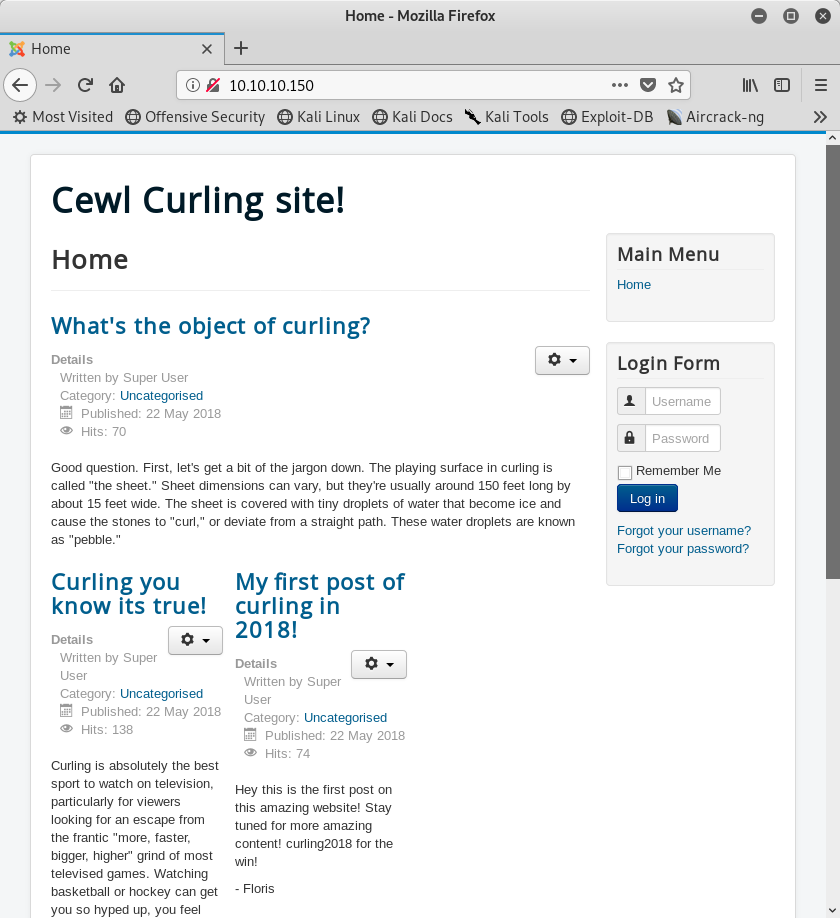 Home - Mozilla Firefox
Home
10.10.10.150
Most Visited Offensive Security Kali Linux Kali Docs Kali Tools Exploit-DB Aircrack-ng
Cewl Curling site!
Home
What's the object of curling?
Details
Written by Super User
Category: Uncategorised
Published: 22 May 2018
Hits: 70
Good question. First, let's get a bit of the jargon down. The playing surface in curling is
called "the sheet." Sheet dimensions can vary, but they're usually around 150 feet long by
about 15 feet wide. The sheet is covered with tiny droplets of water that become ice and
cause the stones to "curl," or deviate from a straight path. These water droplets are known
as "pebble."
Curling you
know its true!
Details
Written by Super
User
Category: Uncategorised
Published: 22 May 2018
Hits: 138
Curling is absolutely the best
sport to watch on television,
particularly for viewers
looking for an escape from
the frantic "more, faster,
bigger, higher" grind of most
televised games. Watching
basketball or hockey can get
you so hyped up, you feel
My first post of
curling in
2018!
Details
Written by Super
User
Category: Uncategorised
Published: 22 May 2018
Hits: 74
Hey this is the first post on
this amazing website! Stay
tuned for more amazing
content! curling2018 for the
win!
- Floris
Main Menu
Home
Login Form
Username
Password
Remember Me
Log in
Forgot your username?
Forgot your password?